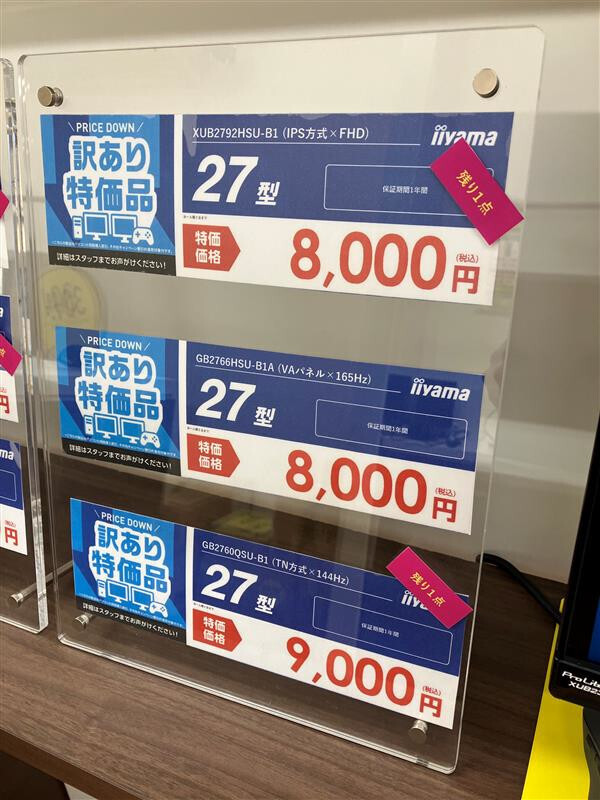 PRICE DOWN
訳あり
特価品
詳細はスタッフまでお声がけください!
XUB2792HSU-B1 (IPS方式×FHD)
iiyama
27型
保証期間1年間
残り1点
特価
価格
8,000円
(税込)
PRICE DOWN
訳あり
特価品
詳細はスタッフまでお声がけください!
GB2766HSU-B1A (VAパネル×165Hz)
iiyama
27型
保証期間1年間
特価
価格
8,000円
(税込)
PRICE DOWN
訳あり
特価品
詳細はスタッフまでお声がけください!
GB2760QSU-B1 (TN方式×144Hz)
27型
保証期間1年間
残り1点
特価
価格
9,000円
(税込)
円
円